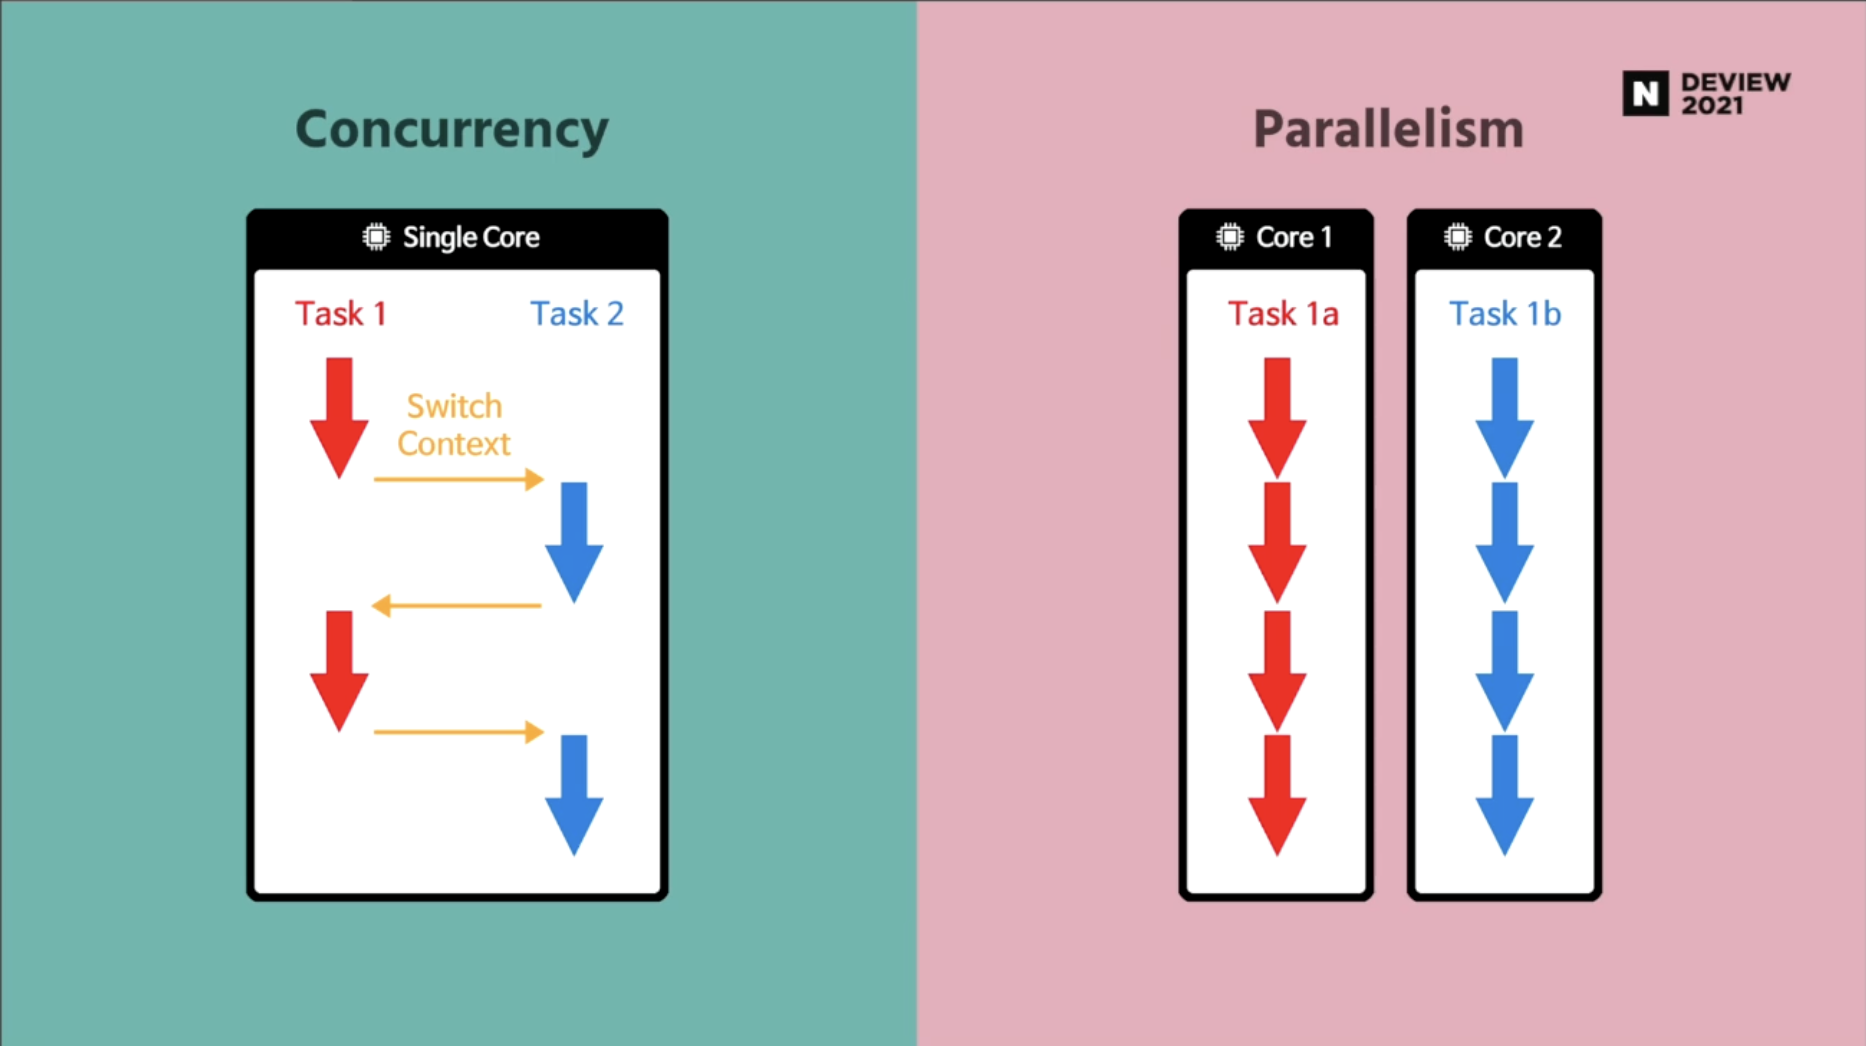 Concurrency
Single Core
Task 1
Task 2
Switch
Context
Parallelism
N DEVIEW
2021
Core 1
Task 1a
Core 2
Task 1b